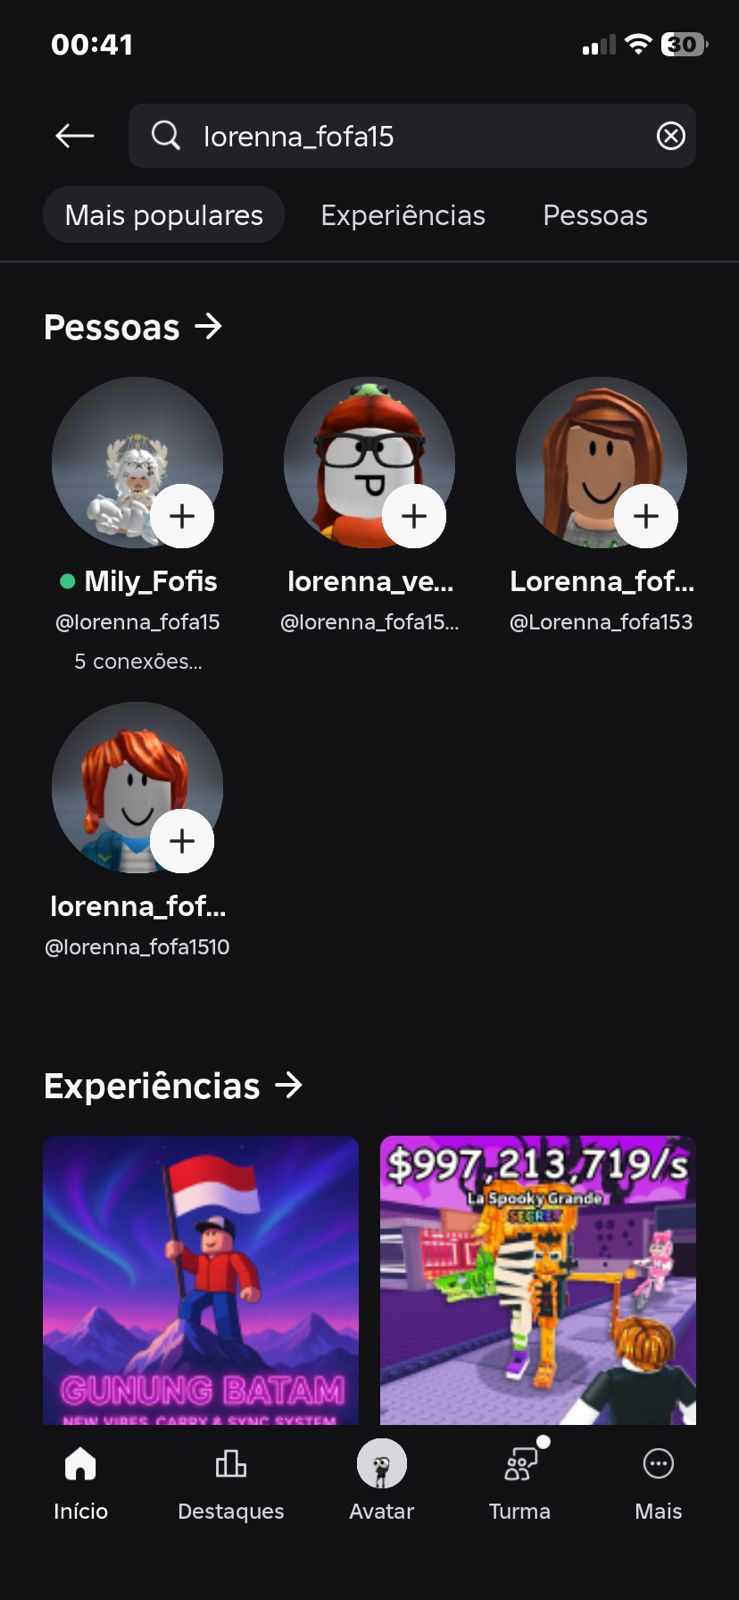 00:41
30
lorenna_fofa15
Mais populares
Experiências
Pessoas
Pessoas →
Mily_Fofis
lorenna_ve...
Lorenna_fof...
@lorenna_fofa15
@lorenna_fofa15...
@Lorenna_fofa153
5 conexões...
lorenna_fof...
@lorenna_fofa1510
Experiências →
$997,213,719/s
La Spooky Grande
SECRET
GUNUNG BATAM
NEW VIBES, CARRY & SYNC SYSTEM
Início
Destaques
Avatar
Turma
Mais